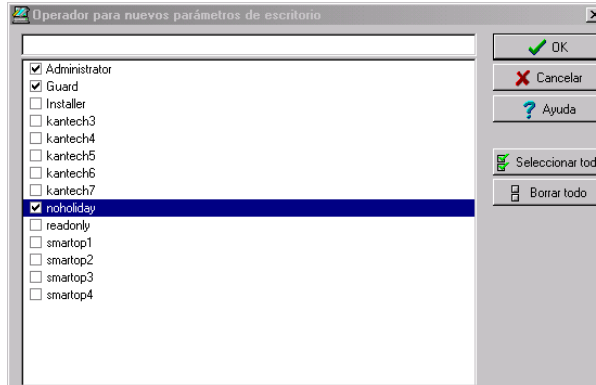 Operador para nuevos parámetros de escritorio
OK
Administrator
Cancelar
Guard
Installer
Ayuda
kantech3
kantech4
kantech5
Seleccionar tod
kantech6
kantech7
Borrar todo
noholiday
readonly
smartop1
smartop2
smartop3
smartop4